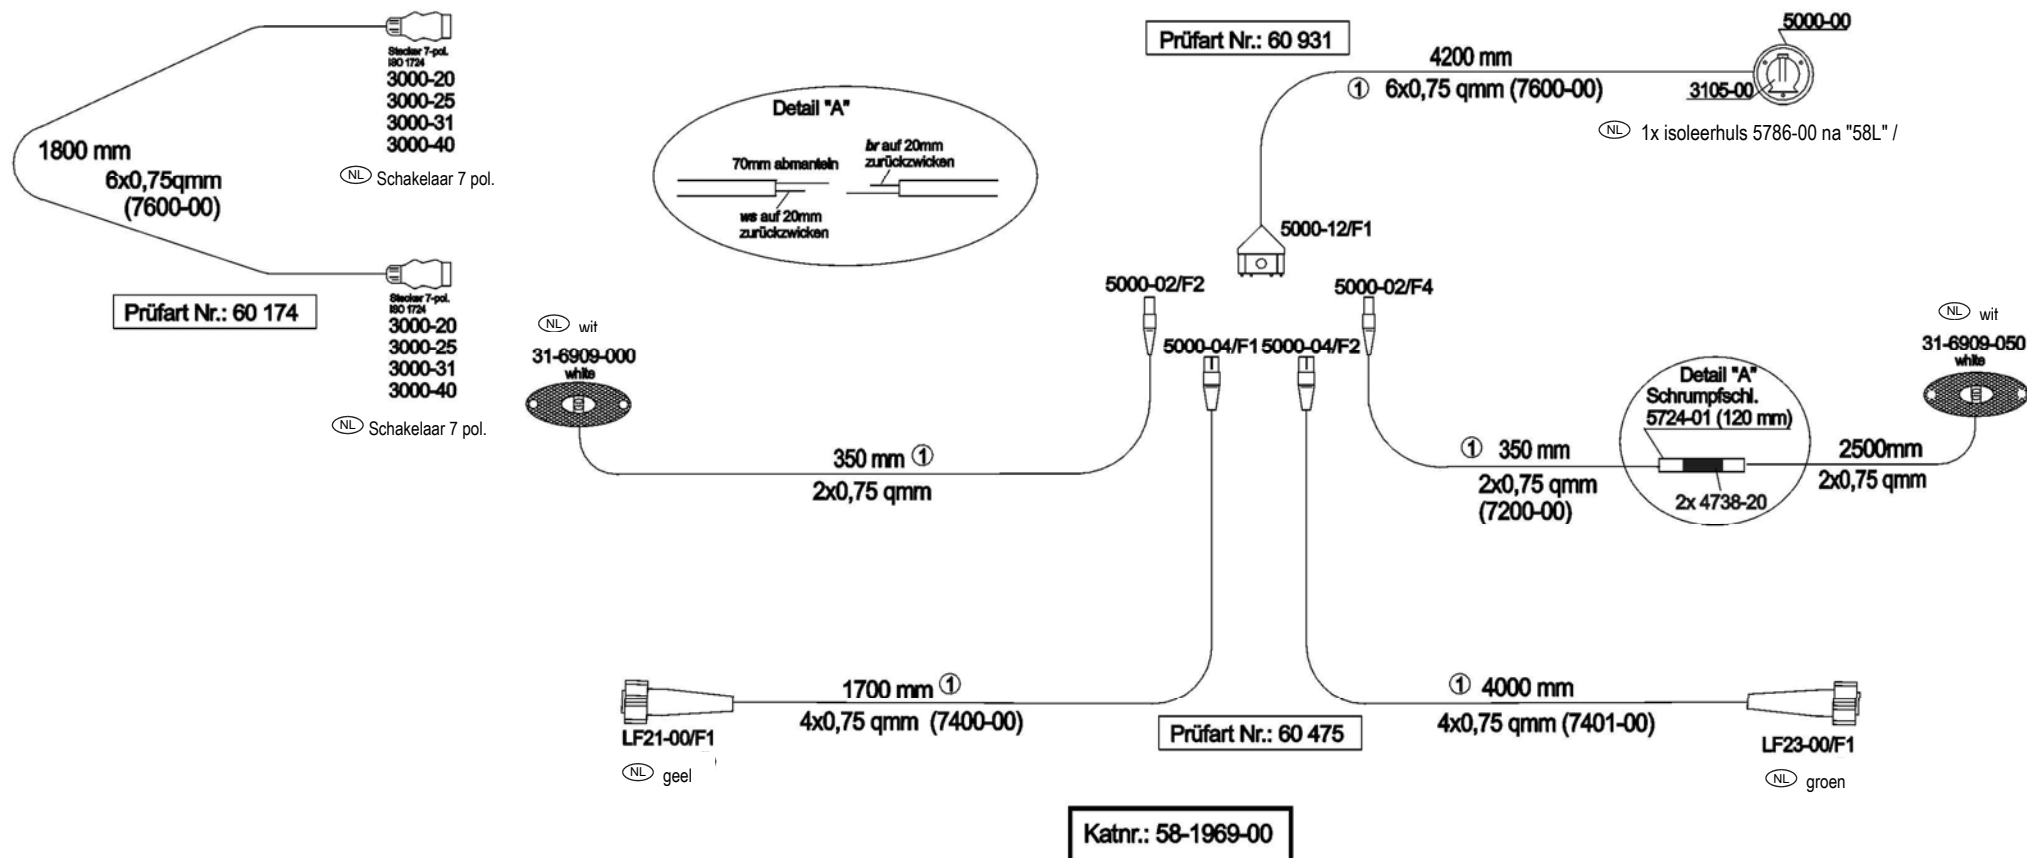 Stecker 7-pol.
ISO 1724
3000-20
3000-25
3000-31
3000-40
NL Schakelaar 7 pol.
1800 mm
6x0,75qmm
(7600-00)
Prüfart Nr.: 60 174
Stecker 7-pol.
ISO 1724
3000-20
3000-25
3000-31
3000-40
NL Schakelaar 7 pol.
Detail "A"
70mm abmanteln
br auf 20mm
zurückzwicken
ws auf 20mm
zurückzwicken
Prüfart Nr.: 60 931
5000-00
4200 mm
① 6x0,75 qmm (7600-00)
3105-00
NL 1x isoleerhuls 5786-00 na "58L" /
5000-12/F1
5000-02/F2
5000-02/F4
5000-04/F1
5000-04/F2
NL wit
31-6909-000
white
350 mm ①
2x0,75 qmm
NL wit
31-6909-050
white
Detail "A"
Schrumpfschl.
5724-01 (120 mm)
2x 4738-20
① 350 mm
2x0,75 qmm
(7200-00)
2500mm
2x0,75 qmm
1700 mm ①
4x0,75 qmm (7400-00)
LF21-00/F1
NL geel
Prüfart Nr.: 60 475
① 4000 mm
4x0,75 qmm (7401-00)
LF23-00/F1
NL groen
Katnr.: 58-1969-00